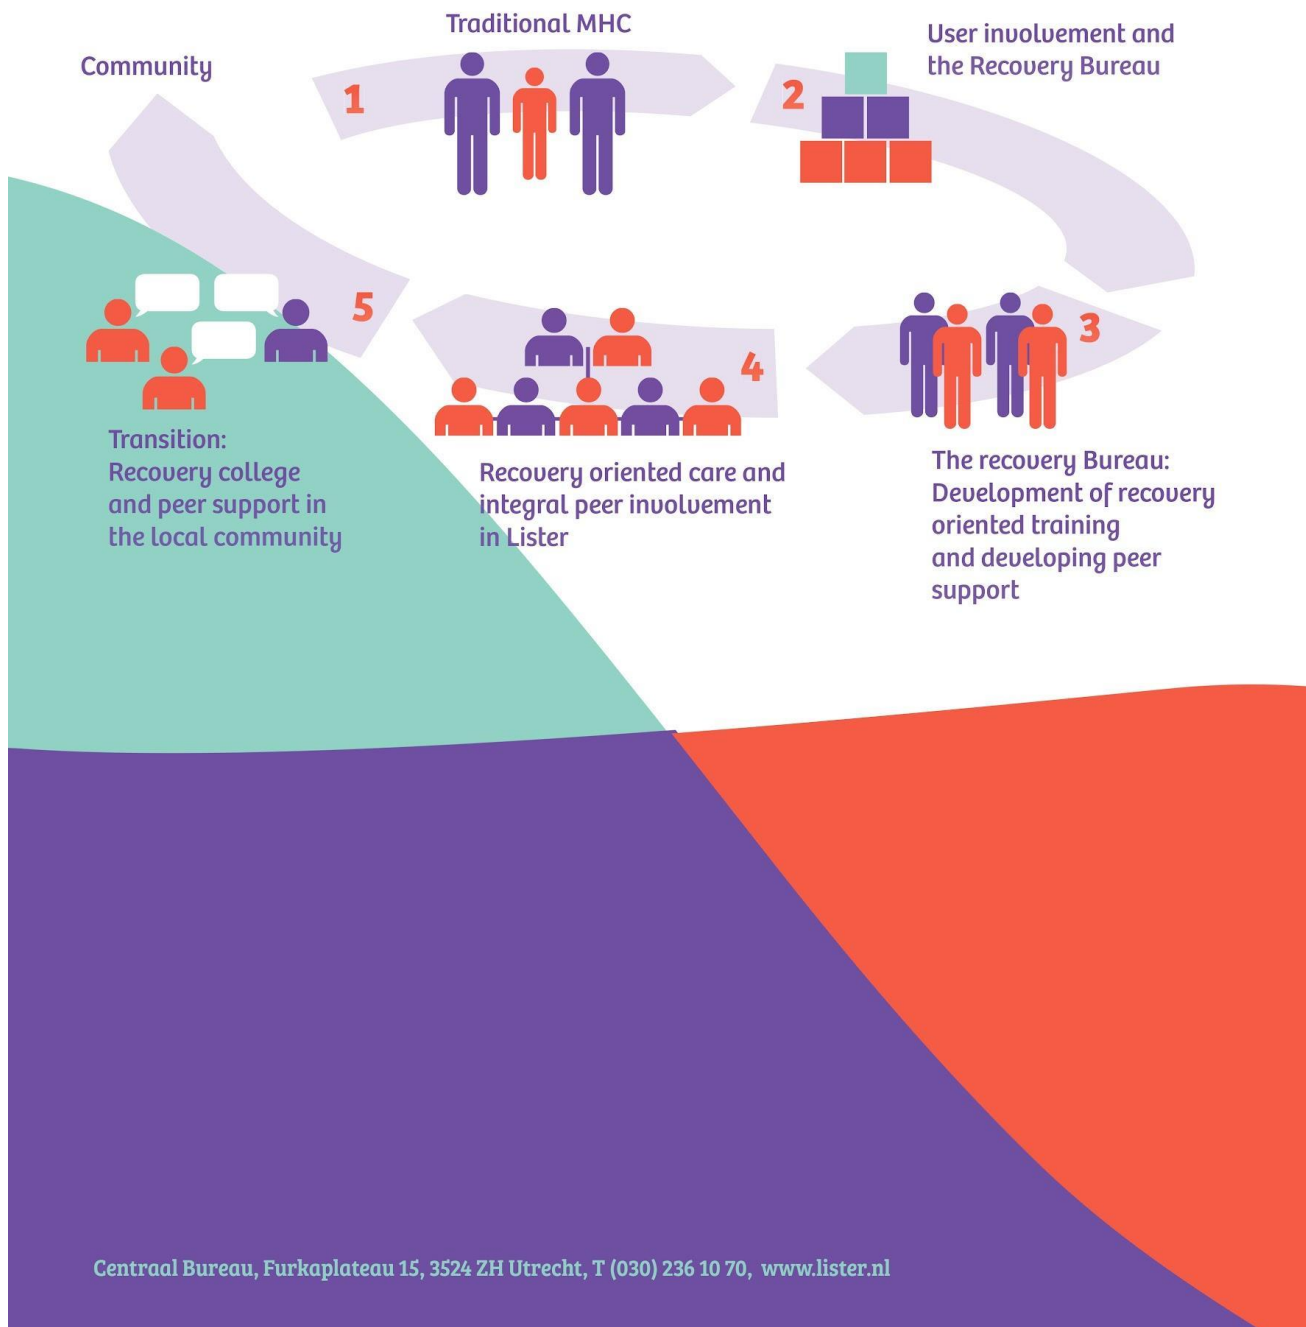 Community
1
Traditional MHC
2
User involvement and
the Recovery Bureau
3
The recovery Bureau:
Development of recovery
oriented training
and developing peer
support
4
Recovery oriented care and
integral peer involvement
in Lister
5
Transition:
Recovery college
and peer support in
the local community
Centraal Bureau, Furkaplateau 15, 3524 ZH Utrecht, T (030) 236 10 70, www.lister.nl